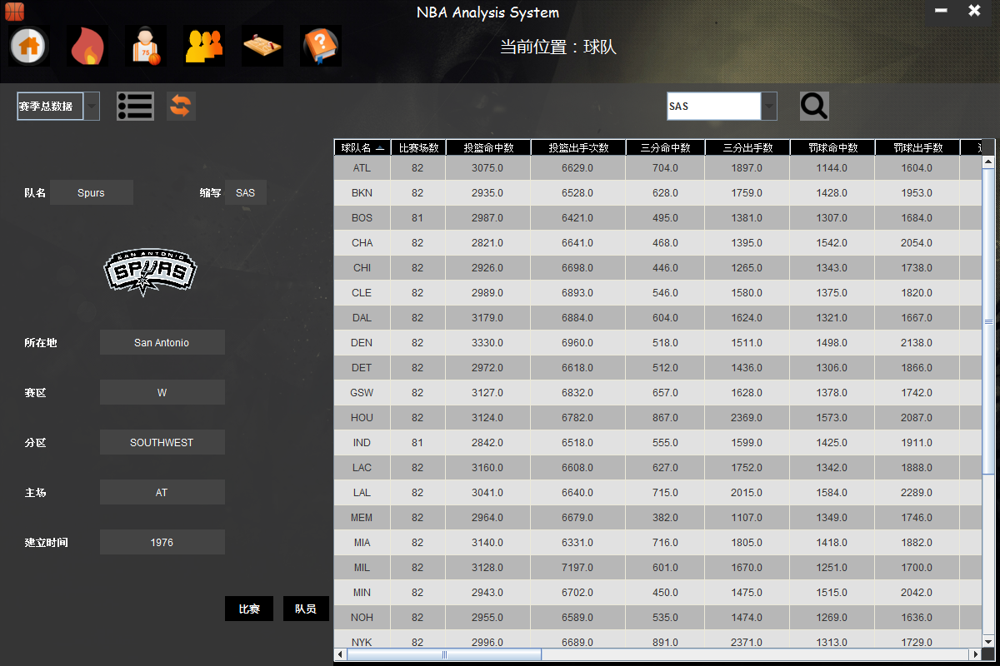 NBA Analysis System
当前位置：球队
75
?
赛季总数据
SAS
队名 Spurs 缩写 SAS
SAN ANTONIO
SPURS
所在地 San Antonio
赛区 W
分区 SOUTHWEST
主场 AT
建立时间 1976
比赛 队员
球队名 比赛场数 投篮命中数 投篮出手次数 三分命中数 三分出手数 罚球命中数 罚球出手数
ATL 82 3075.0 6629.0 704.0 1897.0 1144.0 1604.0
BKN 82 2935.0 6528.0 628.0 1759.0 1428.0 1953.0
BOS 81 2987.0 6421.0 495.0 1381.0 1307.0 1684.0
CHA 82 2821.0 6641.0 468.0 1395.0 1542.0 2054.0
CHI 82 2926.0 6698.0 446.0 1265.0 1343.0 1738.0
CLE 82 2989.0 6893.0 546.0 1580.0 1375.0 1820.0
DAL 82 3179.0 6884.0 604.0 1624.0 1321.0 1667.0
DEN 82 3330.0 6960.0 518.0 1511.0 1498.0 2138.0
DET 82 2972.0 6618.0 512.0 1436.0 1306.0 1866.0
GSW 82 3127.0 6832.0 657.0 1628.0 1378.0 1742.0
HOU 82 3124.0 6782.0 867.0 2369.0 1573.0 2087.0
IND 81 2842.0 6518.0 555.0 1599.0 1425.0 1911.0
LAC 82 3160.0 6608.0 627.0 1752.0 1342.0 1888.0
LAL 82 3041.0 6640.0 715.0 2015.0 1584.0 2289.0
MEM 82 2964.0 6679.0 382.0 1107.0 1349.0 1746.0
MIA 82 3140.0 6331.0 716.0 1805.0 1418.0 1882.0
MIL 82 3128.0 7197.0 601.0 1670.0 1251.0 1700.0
MIN 82 2943.0 6702.0 450.0 1475.0 1515.0 2042.0
NOH 82 2955.0 6589.0 535.0 1474.0 1269.0 1636.0
NYK 82 2996.0 6689.0 891.0 2371.0 1313.0 1729.0